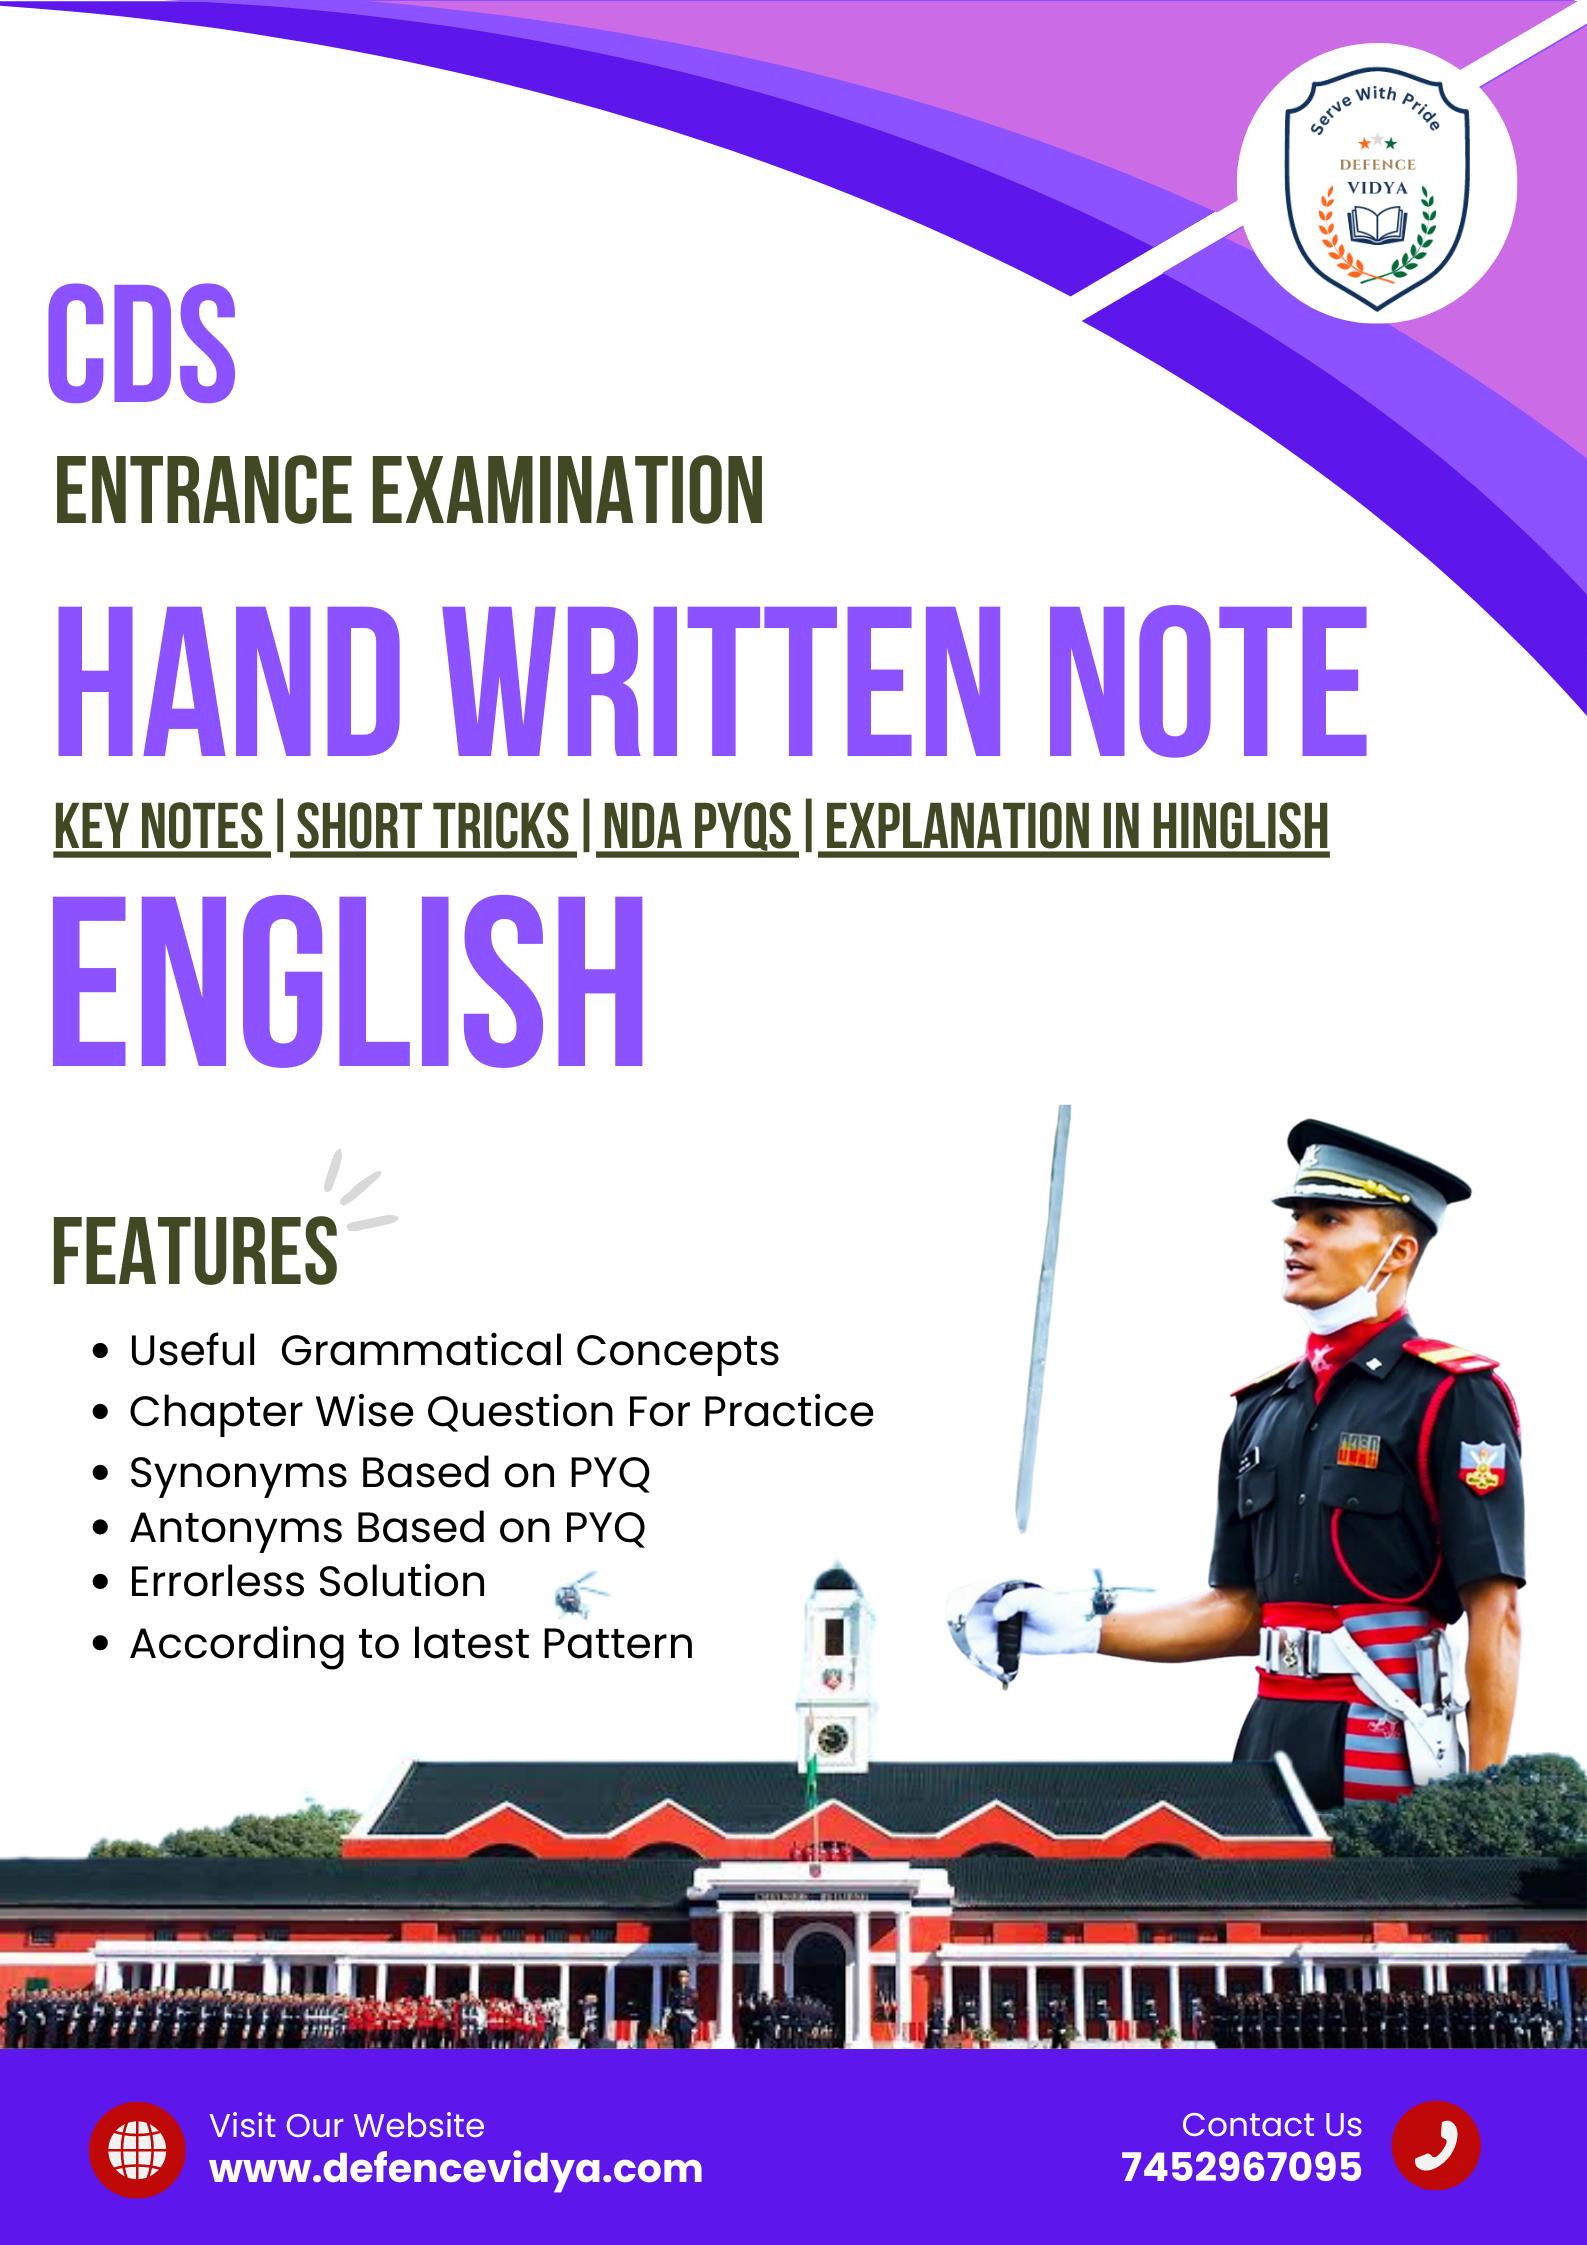 Serve With Pride
DEFENCE
VIDYA
CDS
ENTRANCE EXAMINATION
HAND WRITTEN NOTE
KEY NOTES | SHORT TRICKS | NDA PYQS | EXPLANATION IN HINGLISH
ENGLISH
FEATURES
• Useful  Grammatical Concepts
• Chapter Wise Question For Practice
• Synonyms Based on PYQ
• Antonyms Based on PYQ
• Errorless Solution
• According to latest Pattern
Visit Our Website
www.defencevidya.com
Contact Us
7452967095